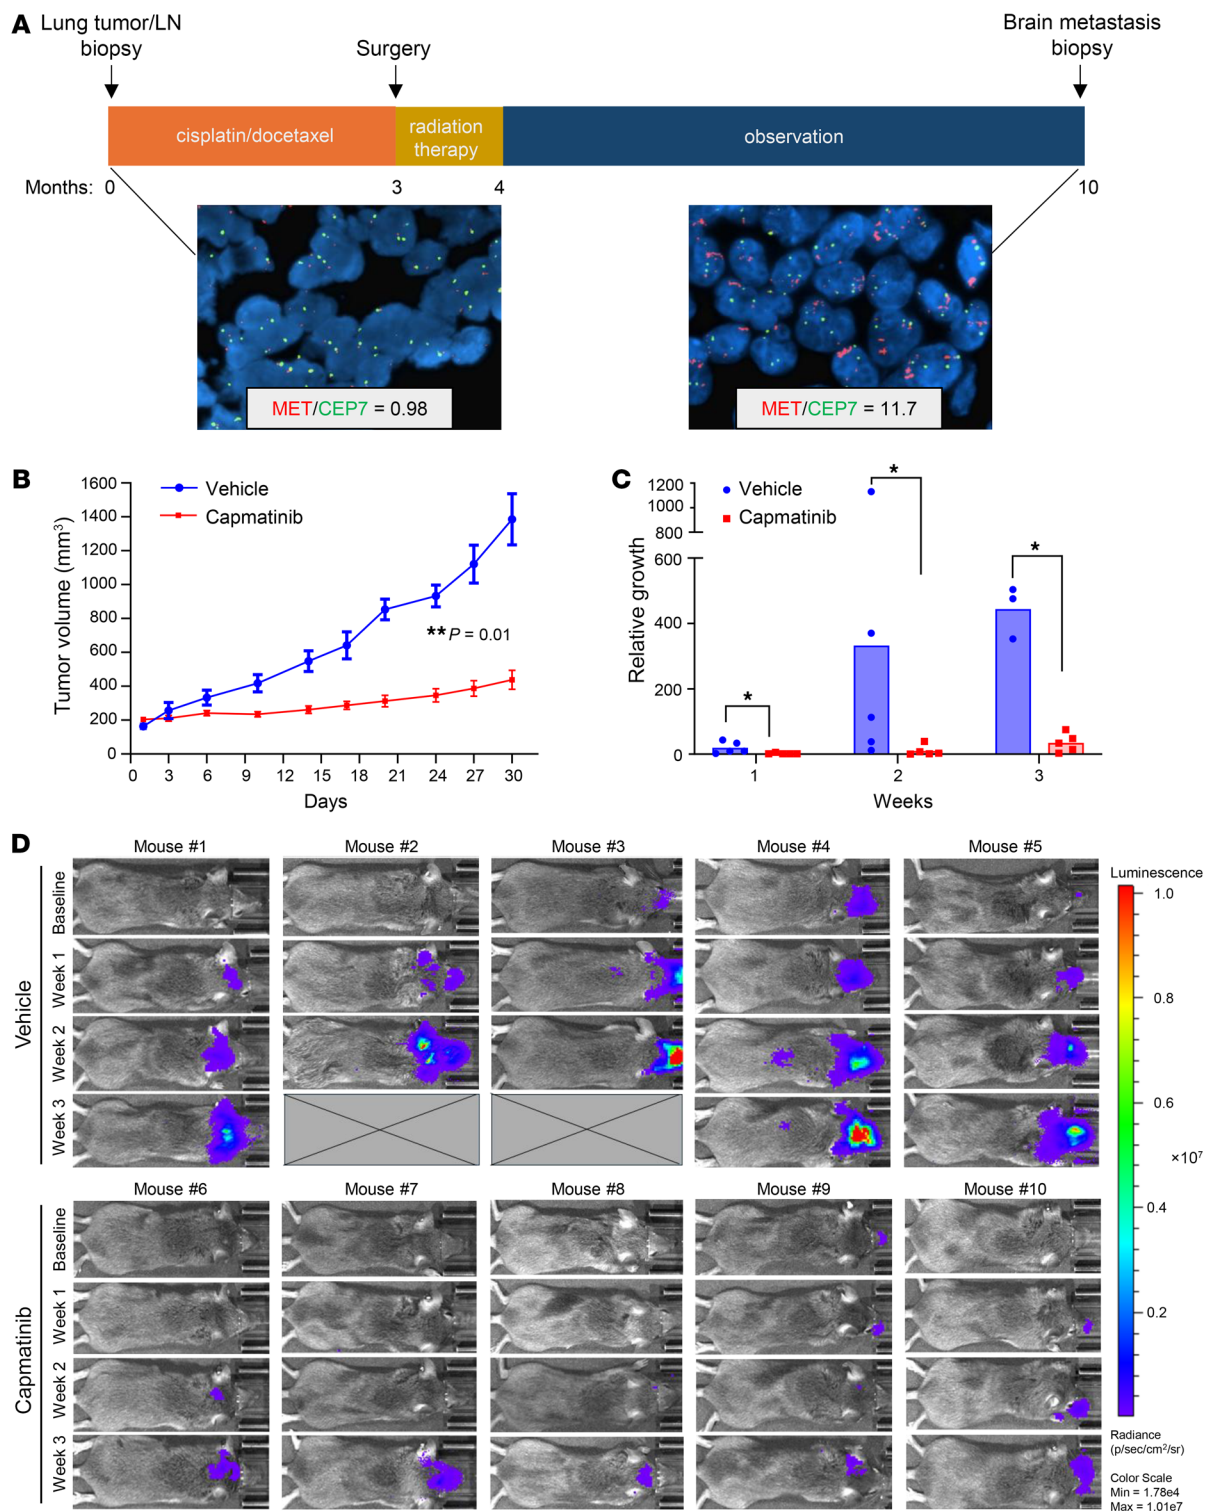 A
Lung tumor/LN
biopsy
Surgery
Brain metastasis
biopsy
cisplatin/docetaxel
radiation
therapy
observation
Months: 0
3
4
10
MET/CEP7 = 0.98
MET/CEP7 = 11.7
B
Tumor volume (mm³)
1600
1400
1200
1000
800
600
400
200
0
Vehicle
Capmatinib
**P = 0.01
0 3 6 9 12 15 18 21 24 27 30
Days
C
Relative growth
1200
1000
800
600
400
200
0
Vehicle
Capmatinib
*
*
*
1 2 3
Weeks
D
Mouse #1 Mouse #2 Mouse #3 Mouse #4 Mouse #5
Vehicle
Baseline
Week 1
Week 2
Week 3
Mouse #6 Mouse #7 Mouse #8 Mouse #9 Mouse #10
Capmatinib
Baseline
Week 1
Week 2
Week 3
Luminescence
1.0
0.8
0.6
×10⁷
0.4
0.2
Radiance
(p/sec/cm²/sr)
Color Scale
Min = 1.78e4
Max = 1.01e7